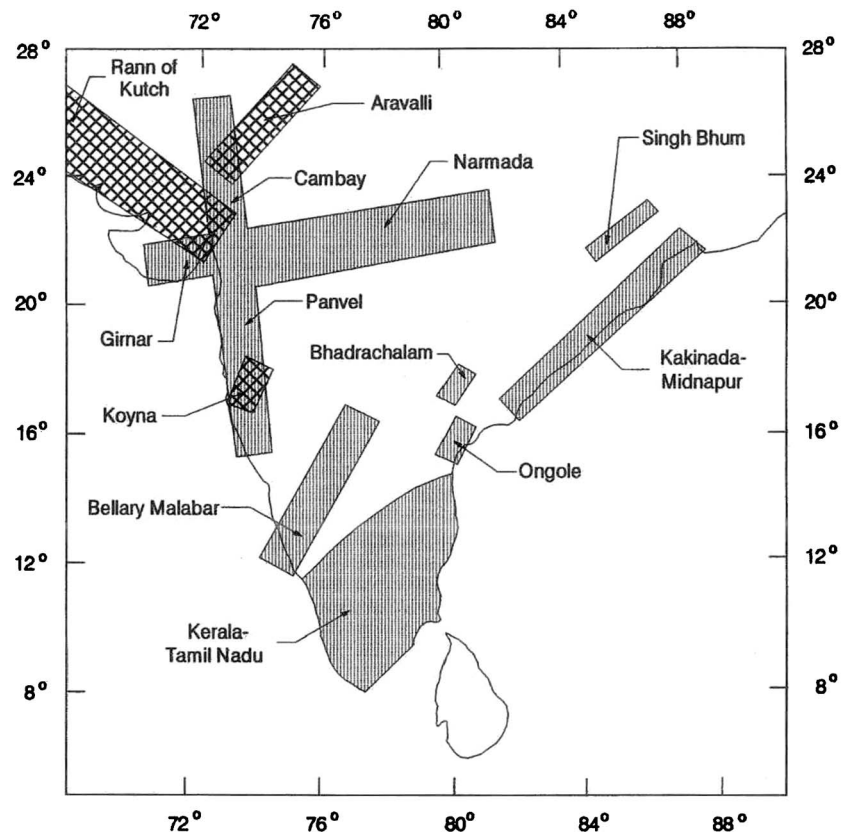 72° 76° 80° 86° 88°
28° 28°
Rann of
Kutch
Aravalli
Singh Bhum
24° Cambay Narmada 24°
20° Panvel 20°
Girnar
Bhadrachalam
Kakinada-
Midnapur
Koyna
16° 16°
Ongole
Bellary Malabar
12° 12°
Kerala-
Tamil Nadu
8° 8°
72° 76° 80° 84° 88°